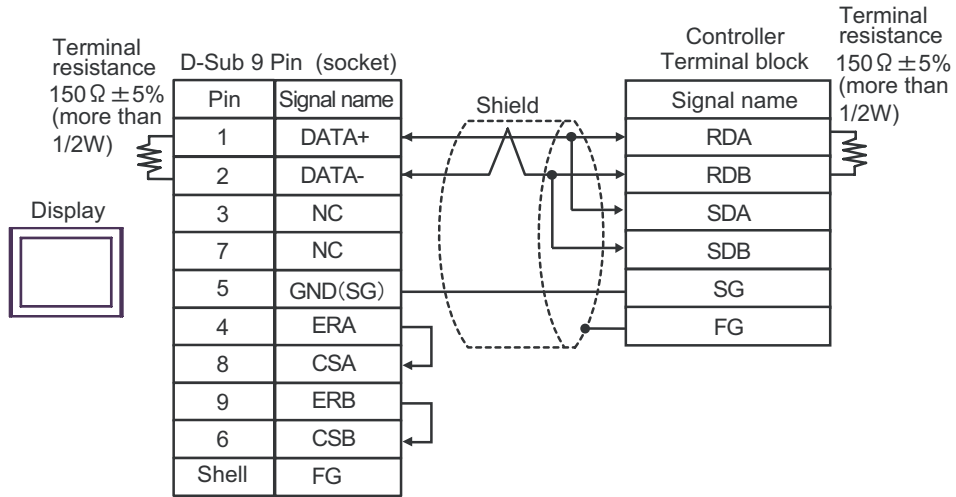 Terminal
resistance
150Ω ±5%
(more than
1/2W)
D-Sub 9 Pin (socket)
Pin Signal name
1 DATA+
2 DATA-
3 NC
7 NC
5 GND(SG)
4 ERA
8 CSA
9 ERB
6 CSB
Shell FG
Display
Shield
Controller
Terminal block
Signal name
RDA
RDB
SDA
SDB
SG
FG
Terminal
resistance
150Ω ±5%
(more than
1/2W)